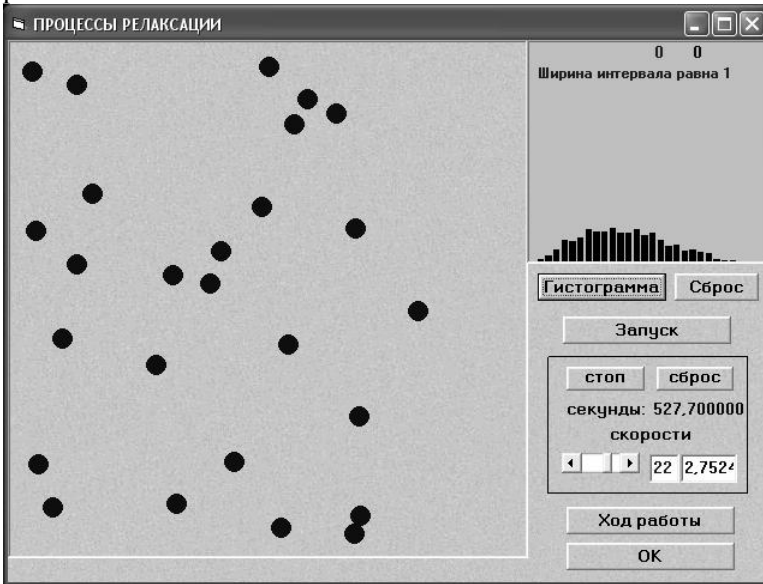 ПРОЦЕССЫ РЕЛАКСАЦИИ
0 0
Ширина интервала равна 1
Гистограмма Сброс
Запуск
стоп сброс
секунды: 527,700000
скорости
22 2,7524
Ход работы
ОК